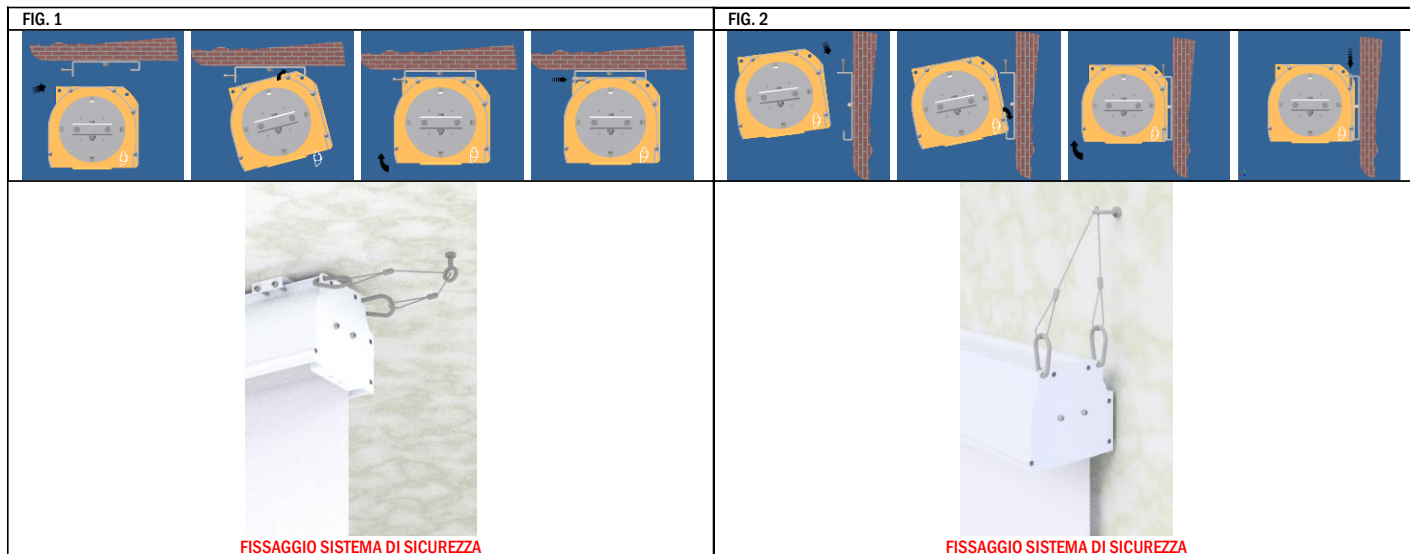 FIG. 1
FIG. 2
FISSAGGIO SISTEMA DI SICUREZZA
FISSAGGIO SISTEMA DI SICUREZZA